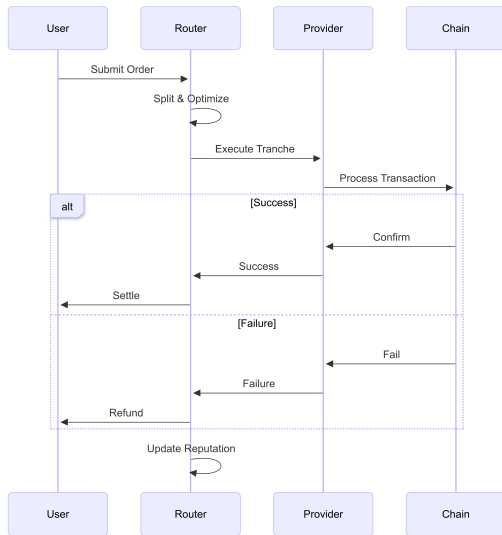 User Router Provider Chain
Submit Order
Split & Optimize
Execute Tranche
Process Transaction
alt [Success]
Confirm
Success
Settle
[Failure]
Fail
Failure
Refund
Update Reputation
User Router Provider Chain